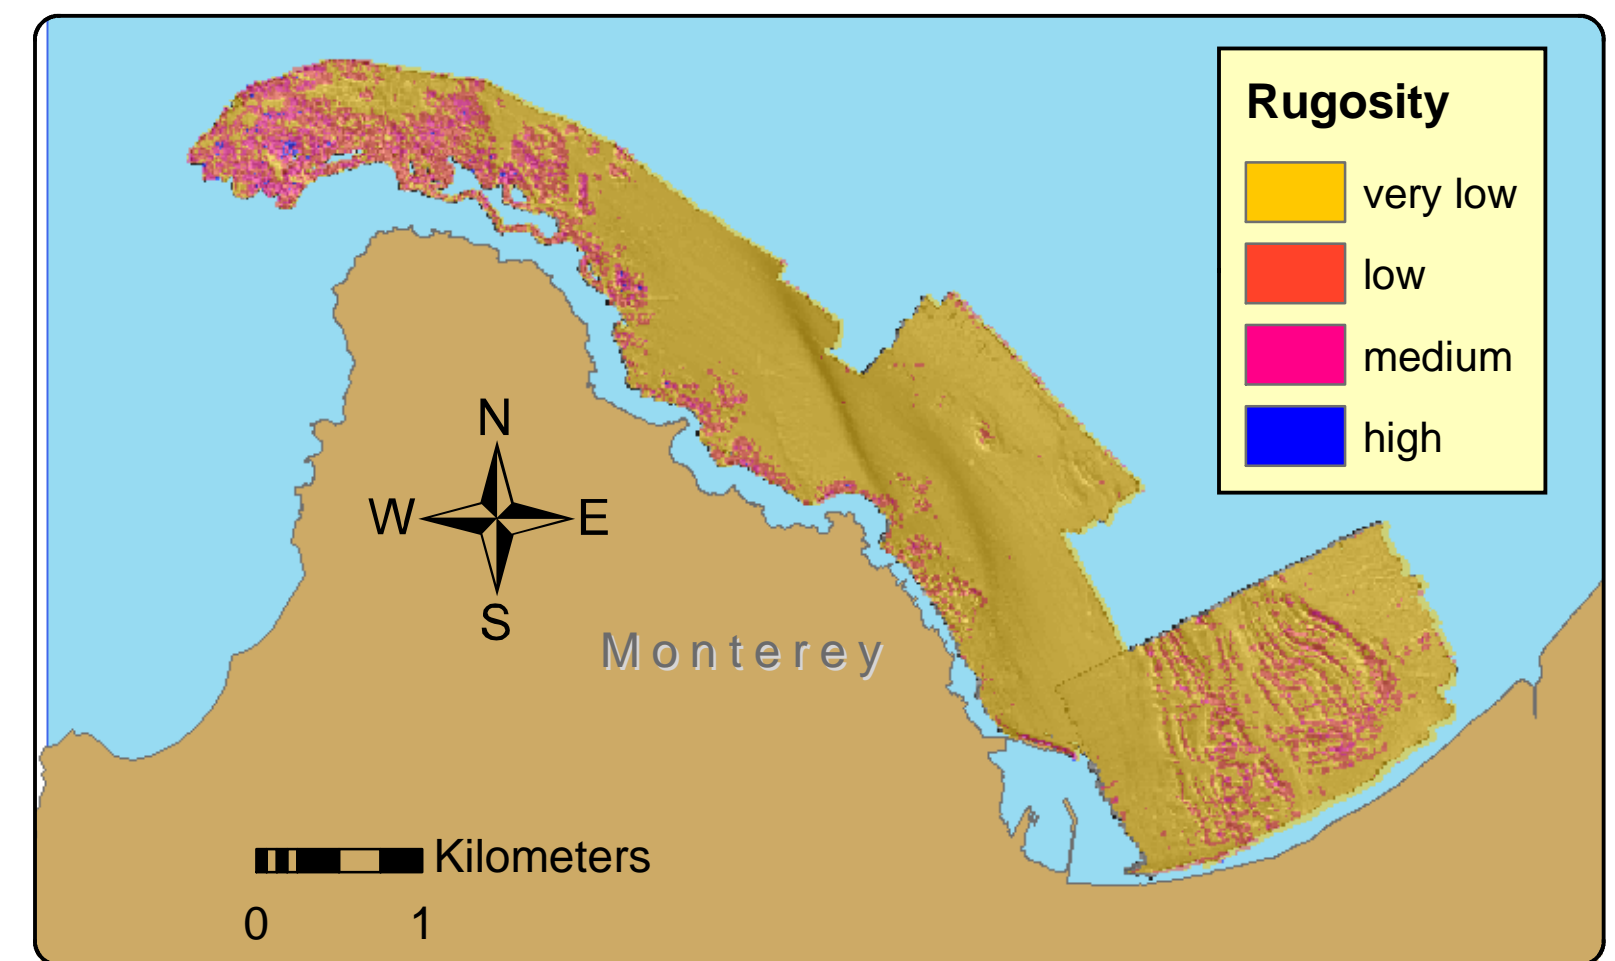 Rugosity
very low
low
medium
high
N
W E
S
Monterey
Kilometers
0 1